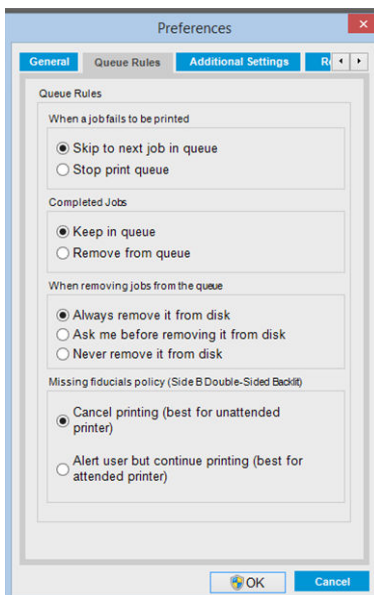 Preferences
General Queue Rules Additional Settings
Queue Rules
When a job fails to be printed
Skip to next job in queue
Stop print queue
Completed Jobs
Keep in queue
Remove from queue
When removing jobs from the queue
Always remove it from disk
Ask me before removing it from disk
Never remove it from disk
Missing fiducials policy (Side B Double-Sided Backlit)
Cancel printing (best for unattended
printer)
Alert user but continue printing (best for
attended printer)
OK Cancel